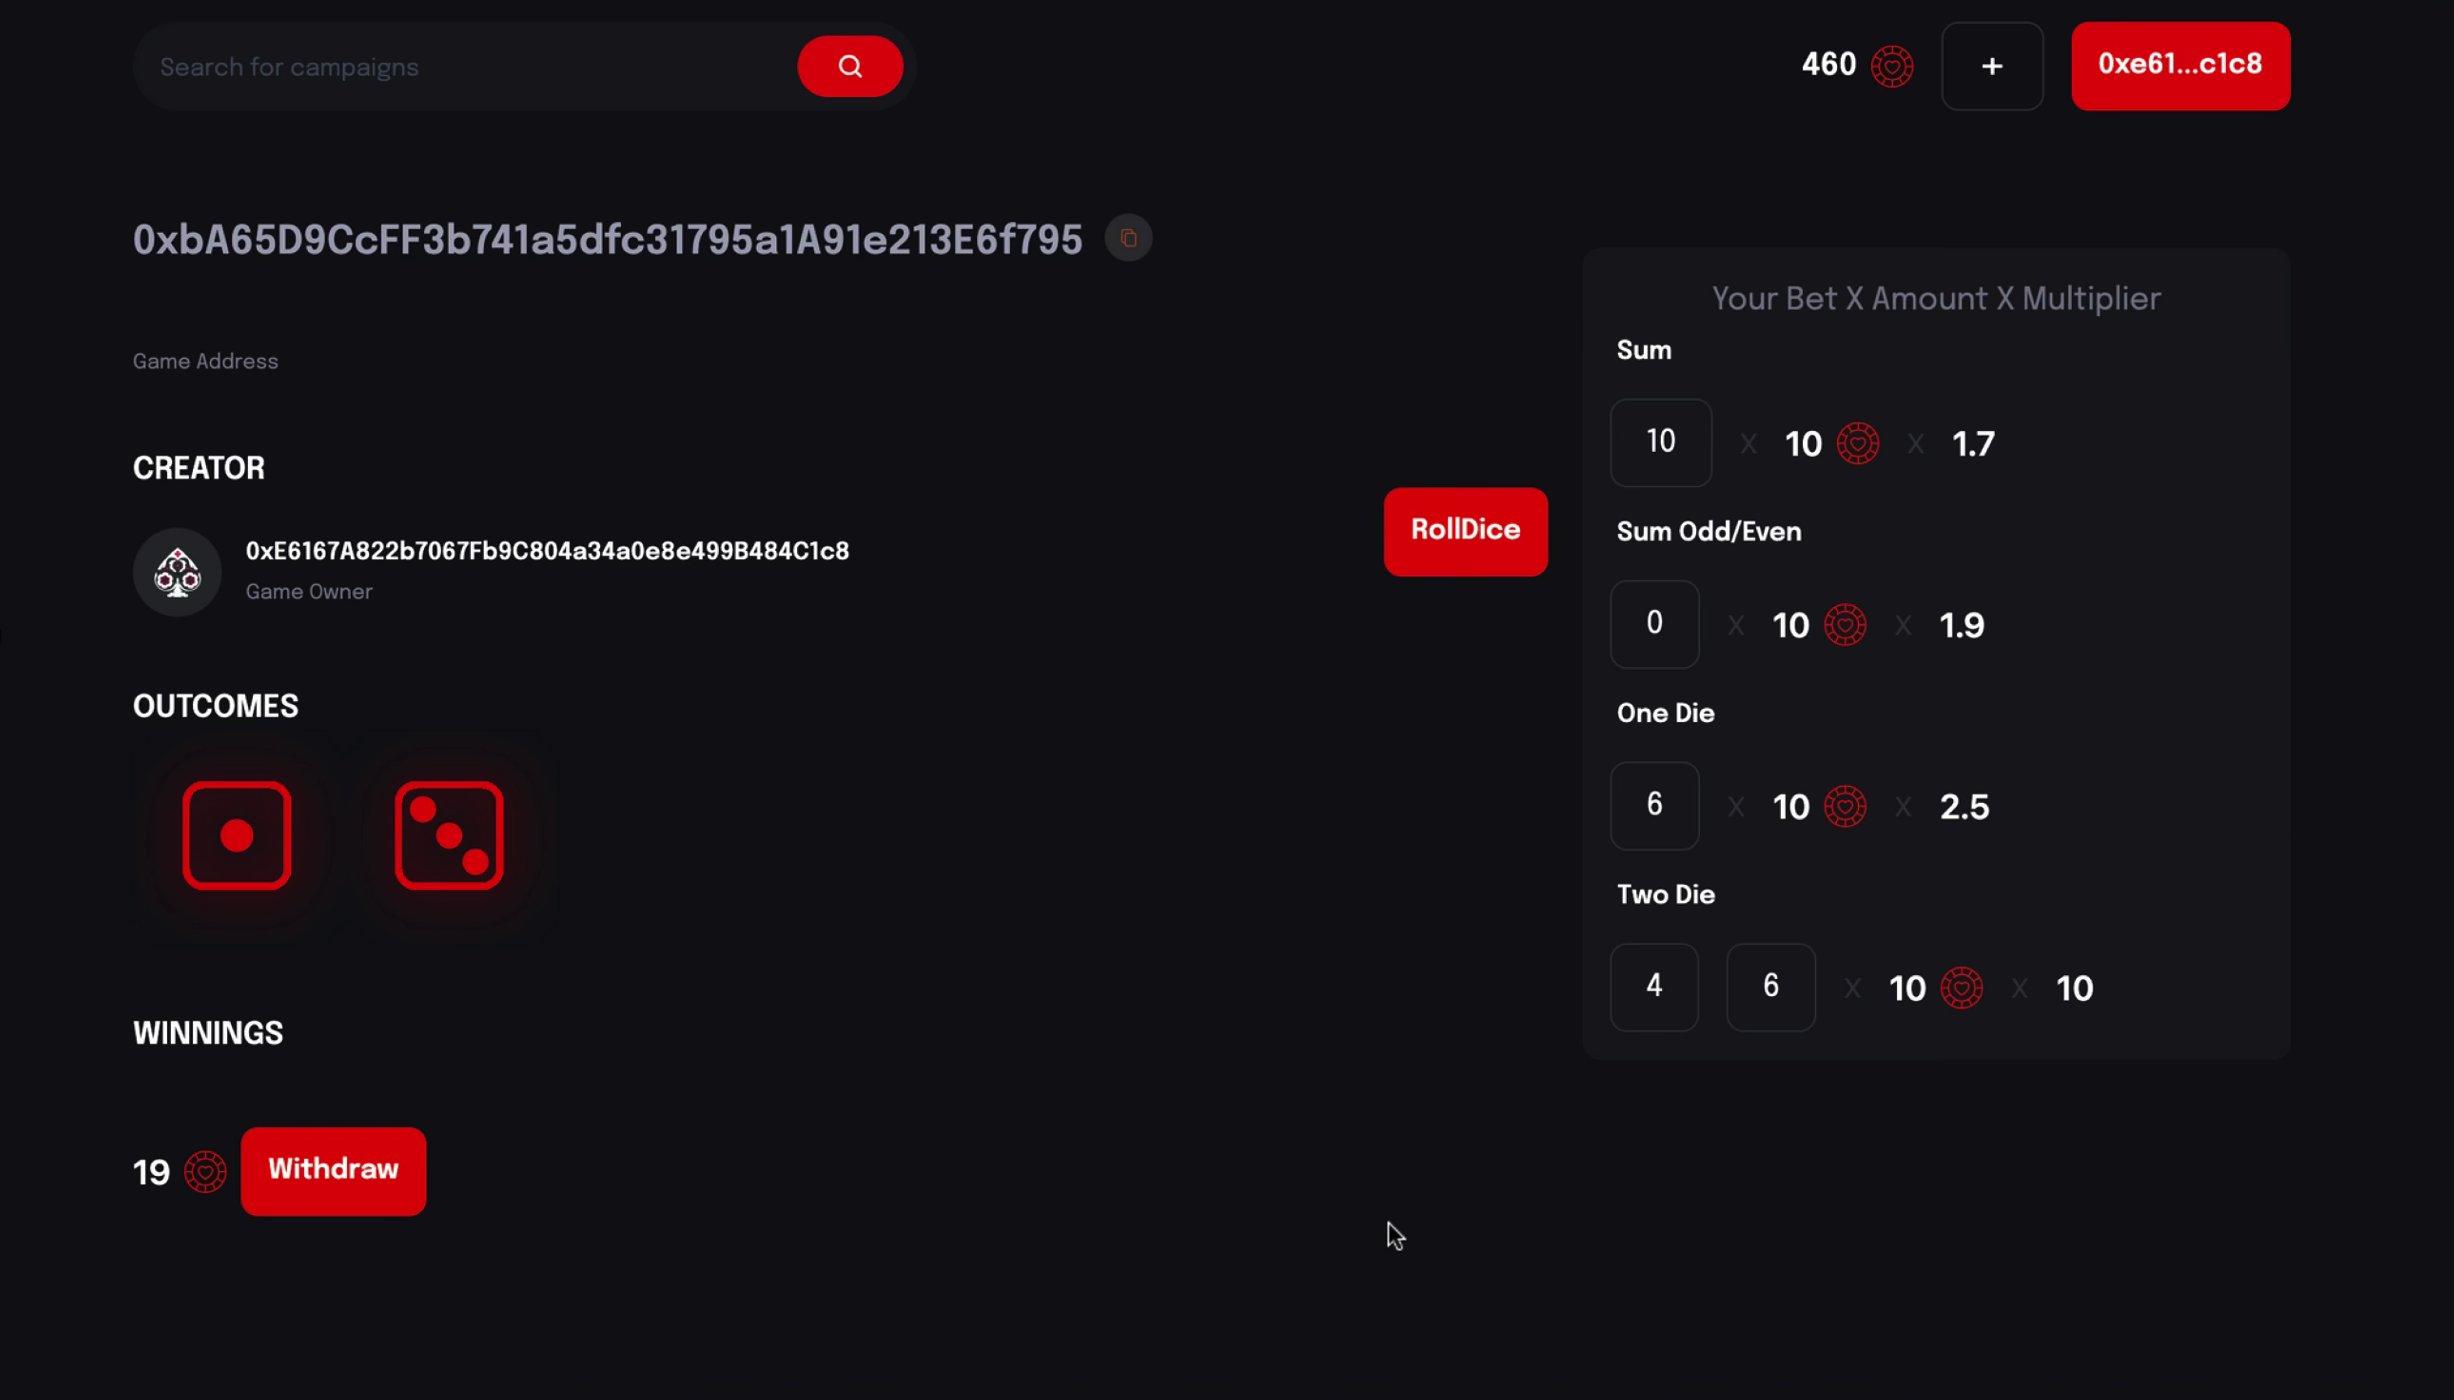 Search for campaigns
460
+
0xe61...c1c8
0xbA65D9CcFF3b741a5dfc31795a1A91e213E6f795
Game Address
CREATOR
0xE6167A822b7067Fb9C804a34a0e8e499B484C1c8
Game Owner
OUTCOMES
WINNINGS
19
Withdraw
RollDice
Your Bet X Amount X Multiplier
Sum
10 X 10 X 1.7
Sum Odd/Even
0 X 10 X 1.9
One Die
6 X 10 X 2.5
Two Die
4 6 X 10 X 10